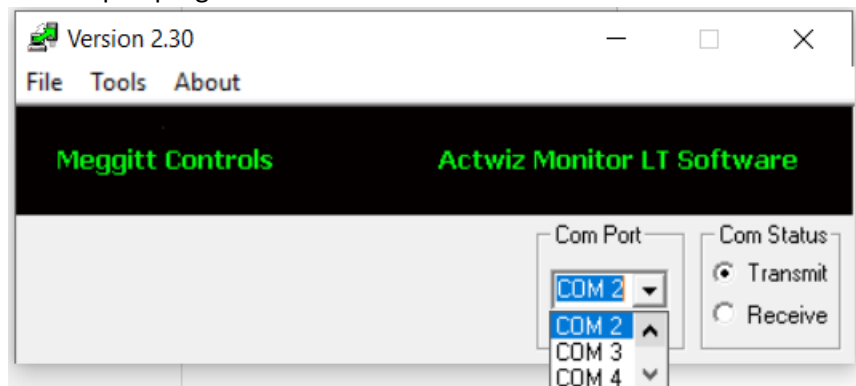 Version 2.30
File Tools About
Meggitt Controls Actwiz Monitor LT Software
Com Port Com Status
COM 2 Transmit
COM 2 Receive
COM 3
COM 4